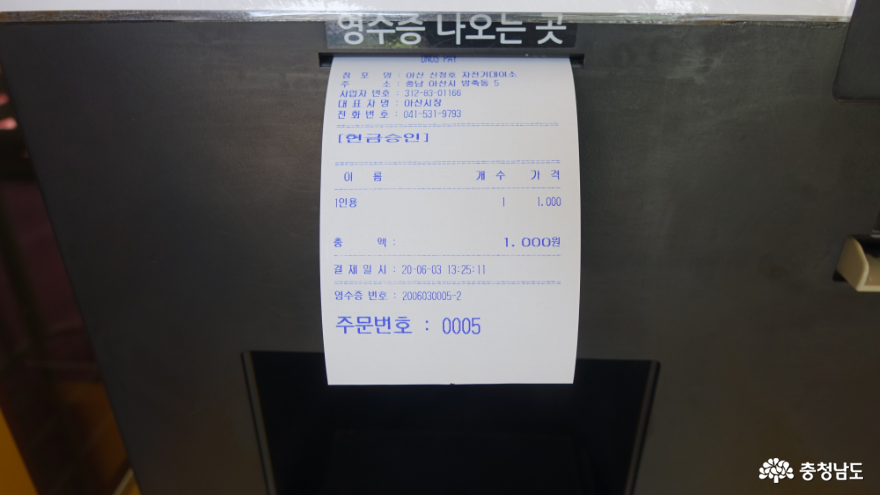 영수증 나오는 곳
점 포 명 : 아산 신정호 자전거대여소
주 소 : 충남 아산시 방축동 5
사업자 번호 : 312-83-01166
대 표 자 명 : 아산시장
전 화 번 호 : 041-531-9793
[현금승인]
이 름 개 수 가 격
1인용 1 1,000
총 액 : 1,000원
결 제 일 시 : 20-06-03 13:25:11
영수증 번호 : 2006030005-2
주문번호 : 0005
충청남도